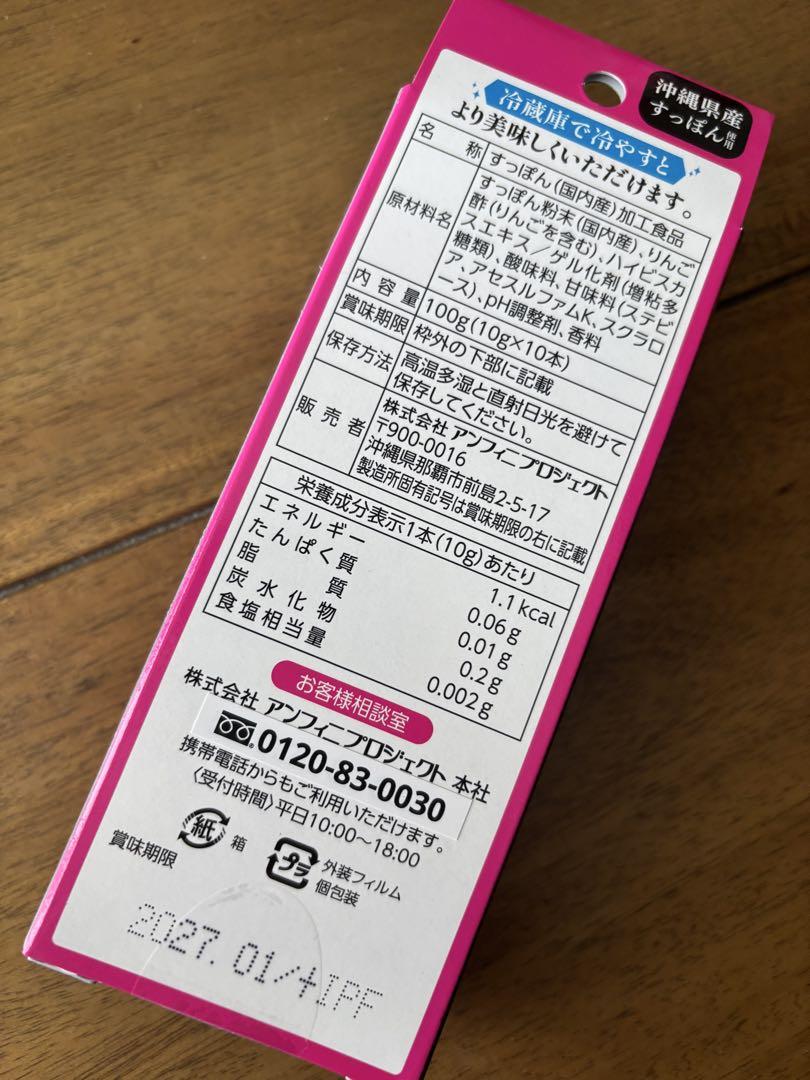 沖縄県産
すっぽん使用
冷蔵庫で冷やすと
より美味しくいただけます。
名称 すっぽん(国内産)加工食品
原材料名 すっぽん粉末(国内産)、りんご
酢(りんごを含む)、ハイビスカ
スエキス/ゲル化剤(増粘多
糖類)、酸味料、甘味料(ステビ
ア、アセスルファムK、スクラロ
ース)、pH調整剤、香料
内容量 100g(10g×10本)
賞味期限 枠外の下部に記載
保存方法 高温多湿と直射日光を避けて
保存してください。
販売者 株式会社 アンフィニプロジェクト
〒900-0016
沖縄県那覇市前島2-5-17
製造所固有記号は賞味期限の右に記載
栄養成分表示1本(10g)あたり
エネルギー 1.1kcal
たんぱく質 0.06g
脂質 0.01g
炭水化物 0.2g
食塩相当量 0.002g
お客様相談室
株式会社 アンフィニプロジェクト 本社
0120-83-0030
携帯電話からもご利用いただけます。
〈受付時間〉平日10:00～18:00
紙 箱
プラ 外装フィルム
個包装
賞味期限
2027.01/+IPF